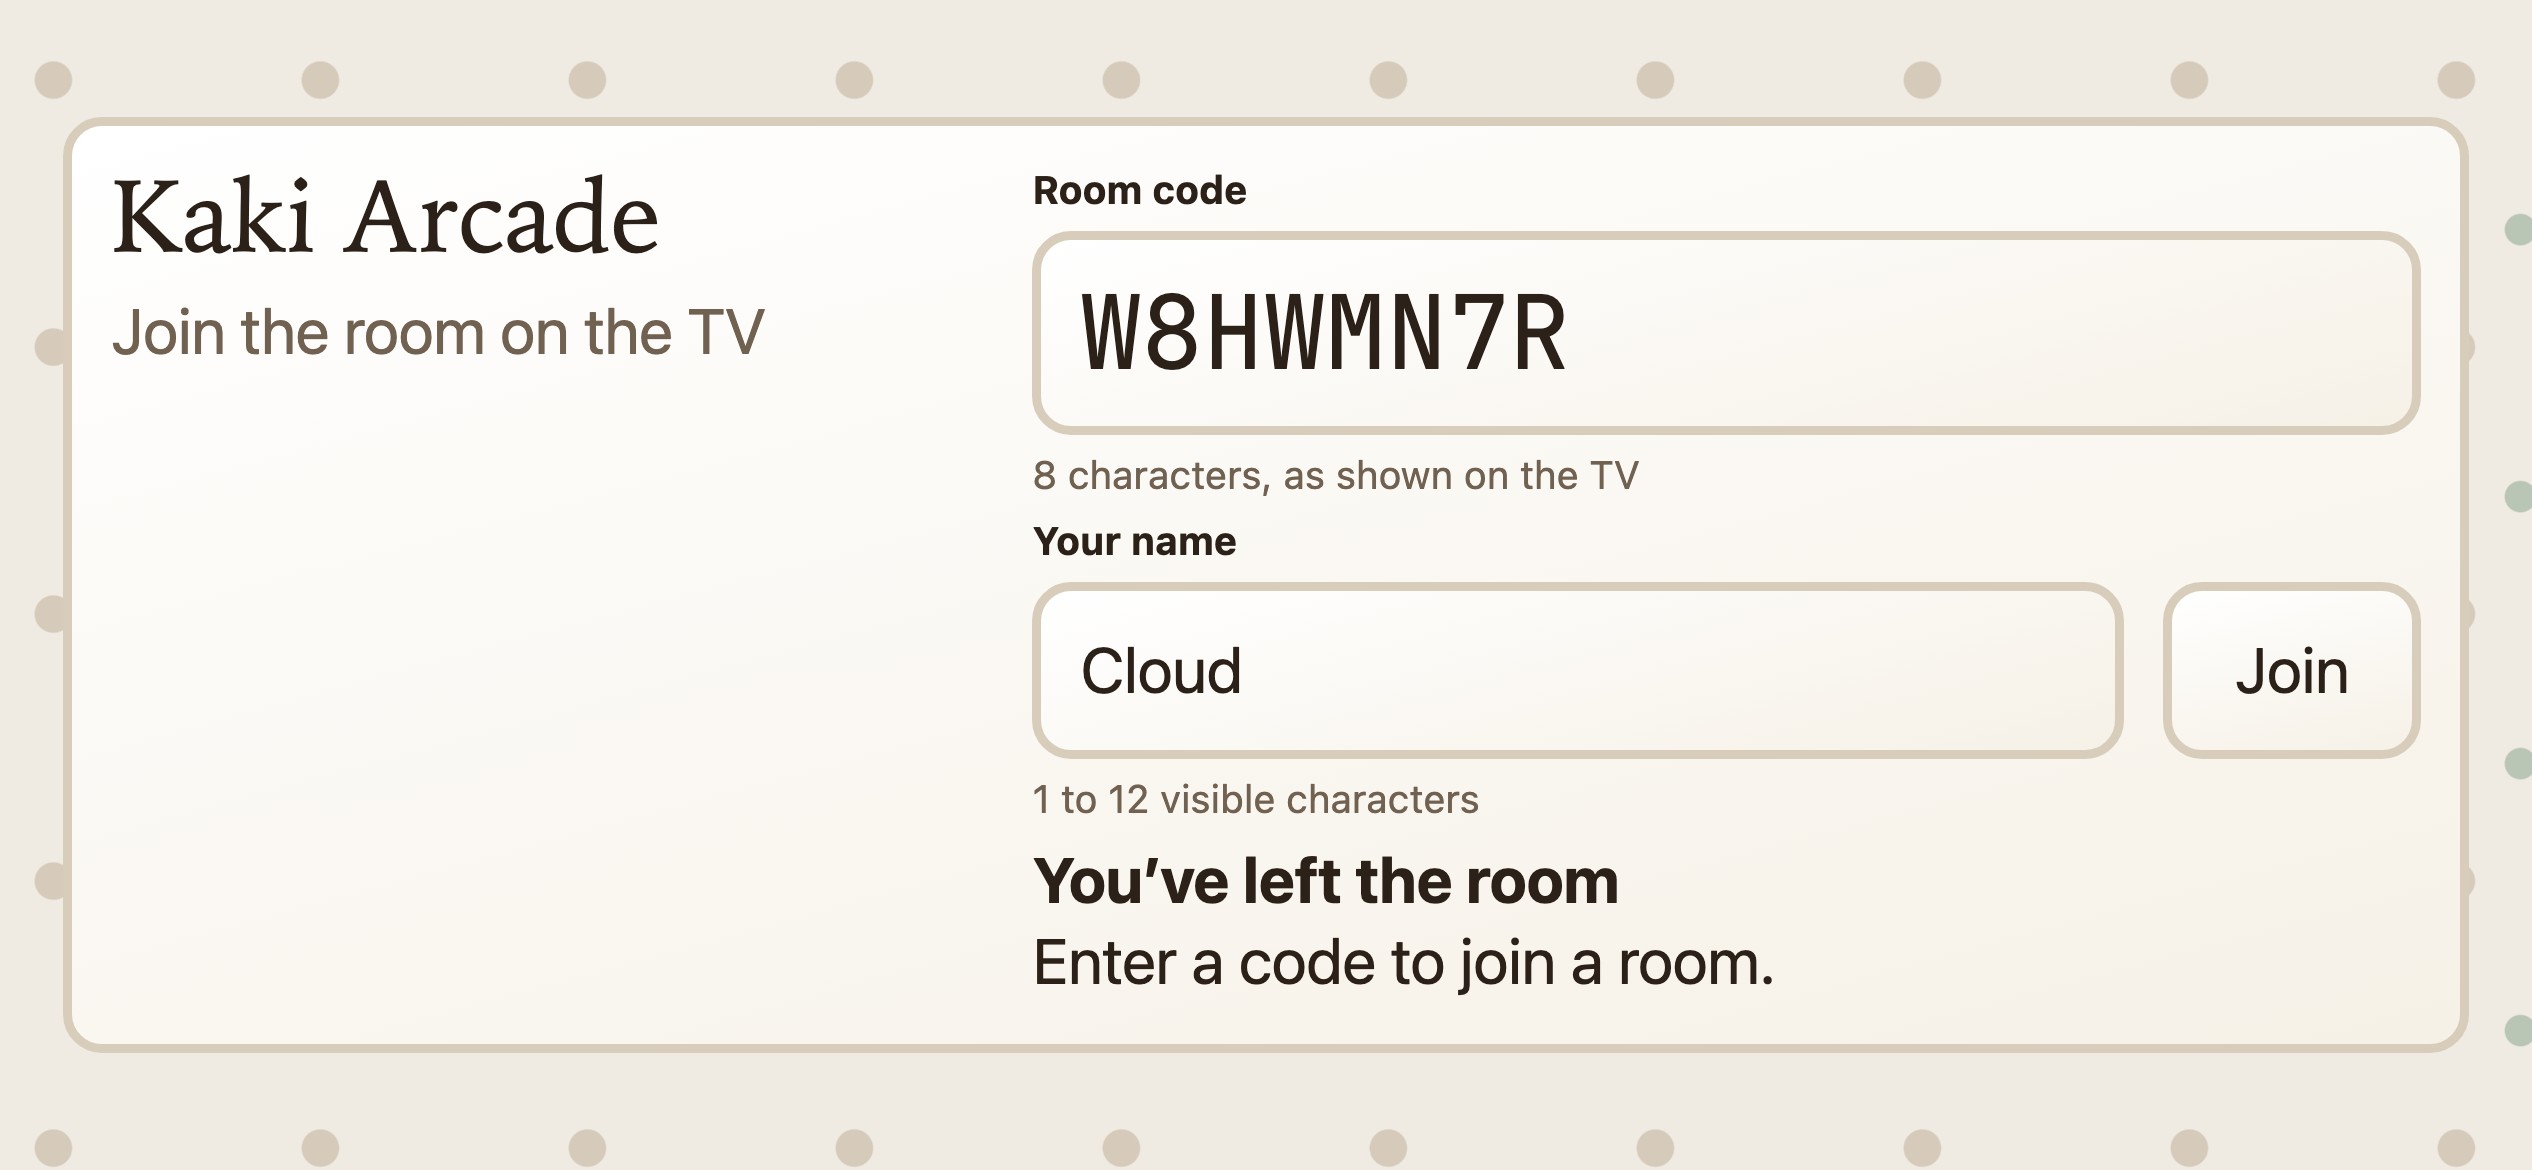 Kaki Arcade
Join the room on the TV
Room code
W8HWMN7R
8 characters, as shown on the TV
Your name
Cloud
Join
1 to 12 visible characters
You’ve left the room
Enter a code to join a room.